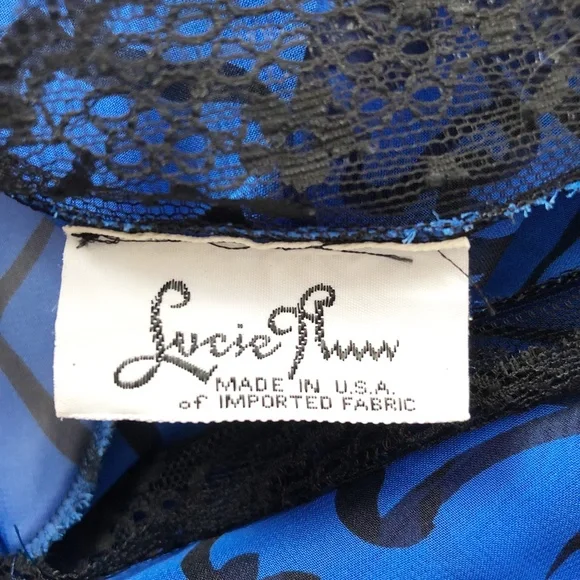 Lucie Ann
MADE IN U.S.A.
of IMPORTED FABRIC